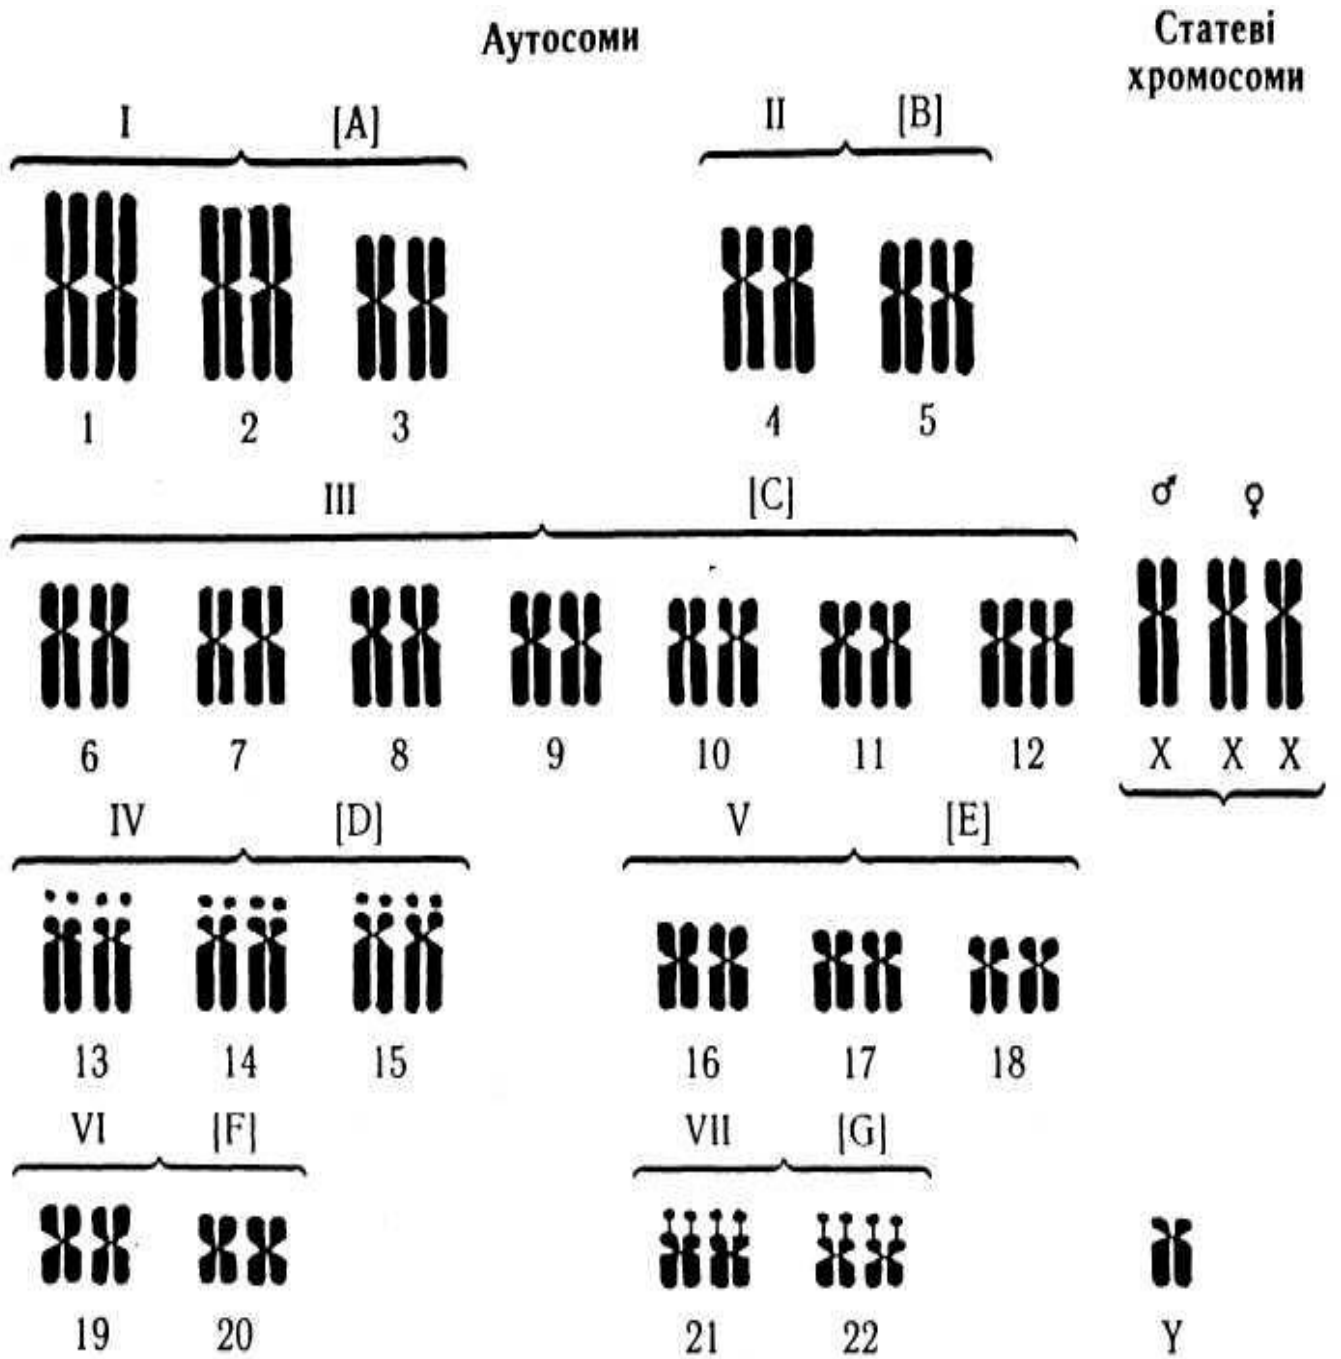 Аутосоми
Статеві
хромосоми
I [A] II [B]
1 2 3 4 5
III [C] ♂ ♀
6 7 8 9 10 11 12 X X X
IV [D] V [E]
13 14 15 16 17 18
VI [F] VII [G]
19 20 21 22 Y